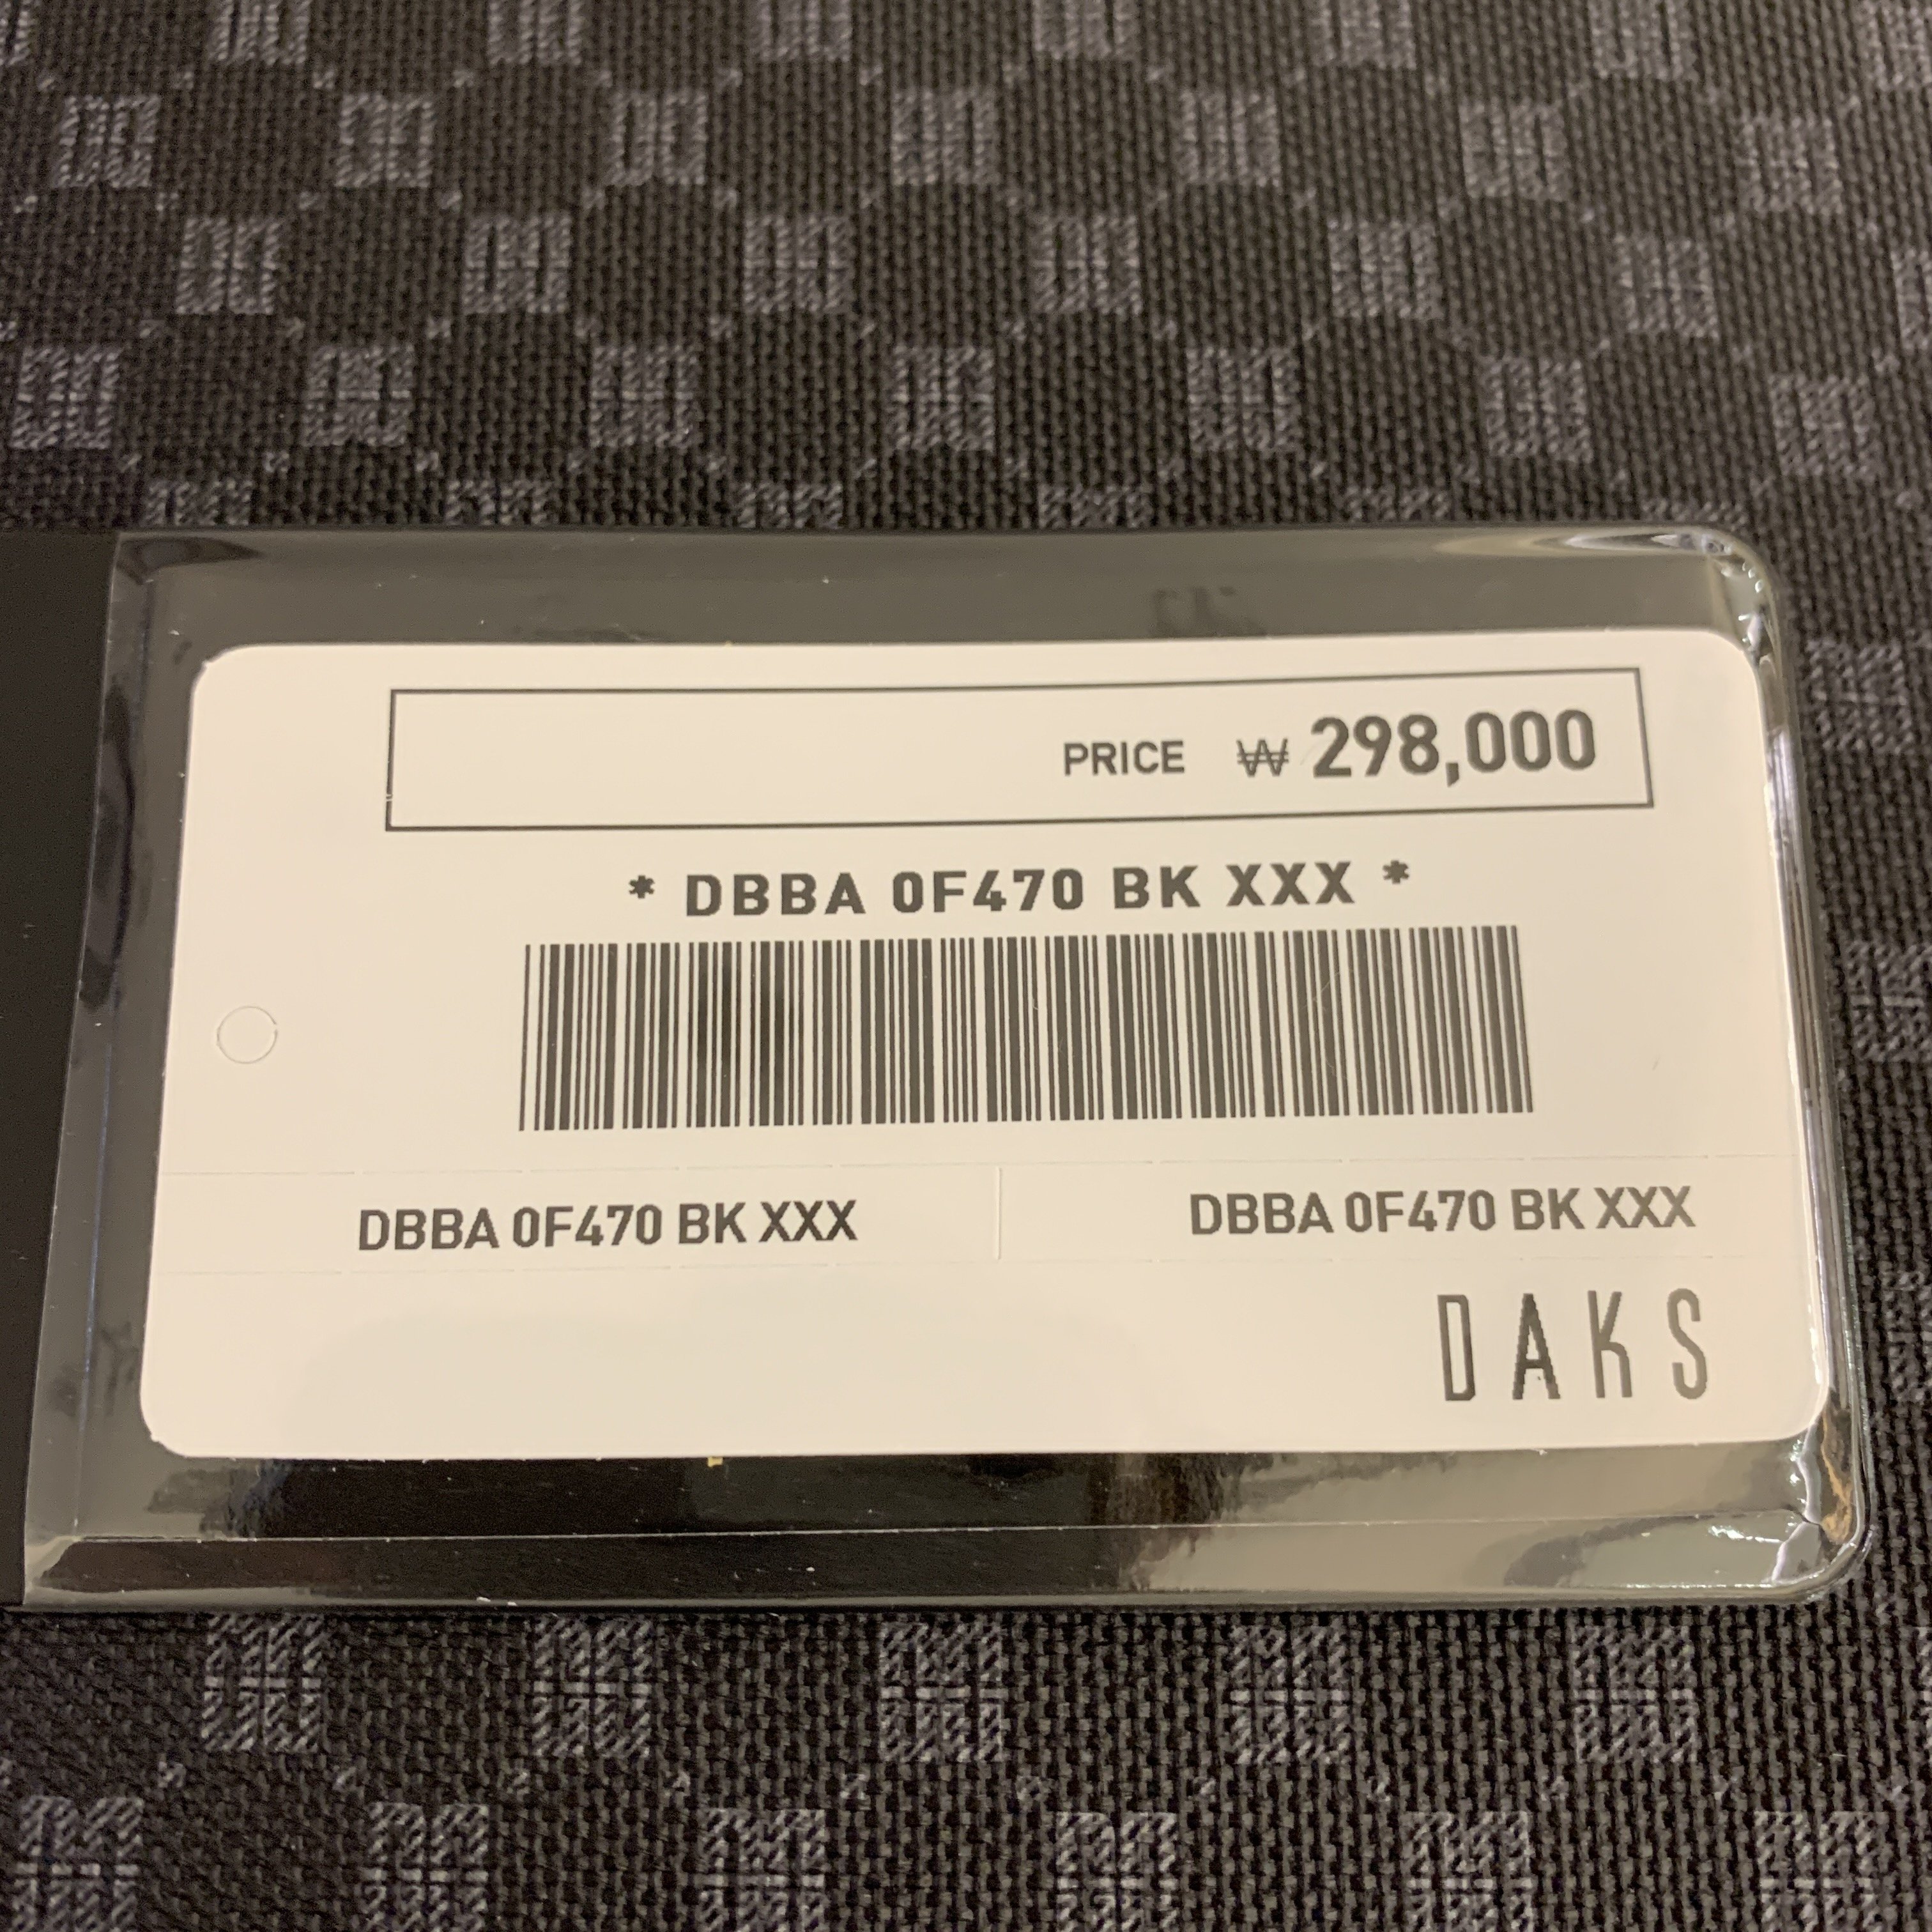 PRICE ₩ 298,000
* DBBA 0F470 BK XXX *
DBBA 0F470 BK XXX DBBA 0F470 BK XXX
DAKS